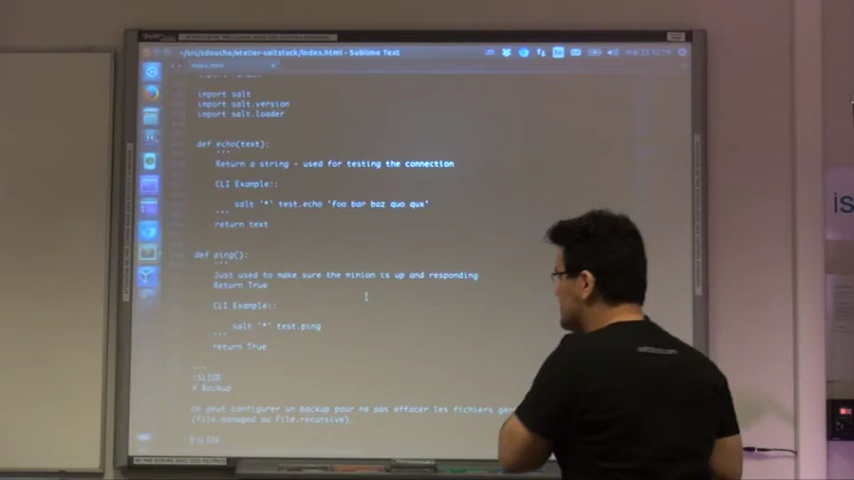 ~/src/sdouche/atelier-saltstack/index.html - Sublime Text
import salt
import salt.version
import salt.loader
def echo(text):
'''
Return a string - used for testing the connection
CLI Example::
salt '*' test.echo 'foo bar baz quo qux'
'''
return text
def ping():
'''
Just used to make sure the minion is up and responding
Return True
CLI Example::
salt '*' test.ping
'''
return True
!SLIDE
# Backup
On peut configurer un backup pour ne pas effacer les fichiers
(file.managed ou file.recursive).
!SLIDE
is